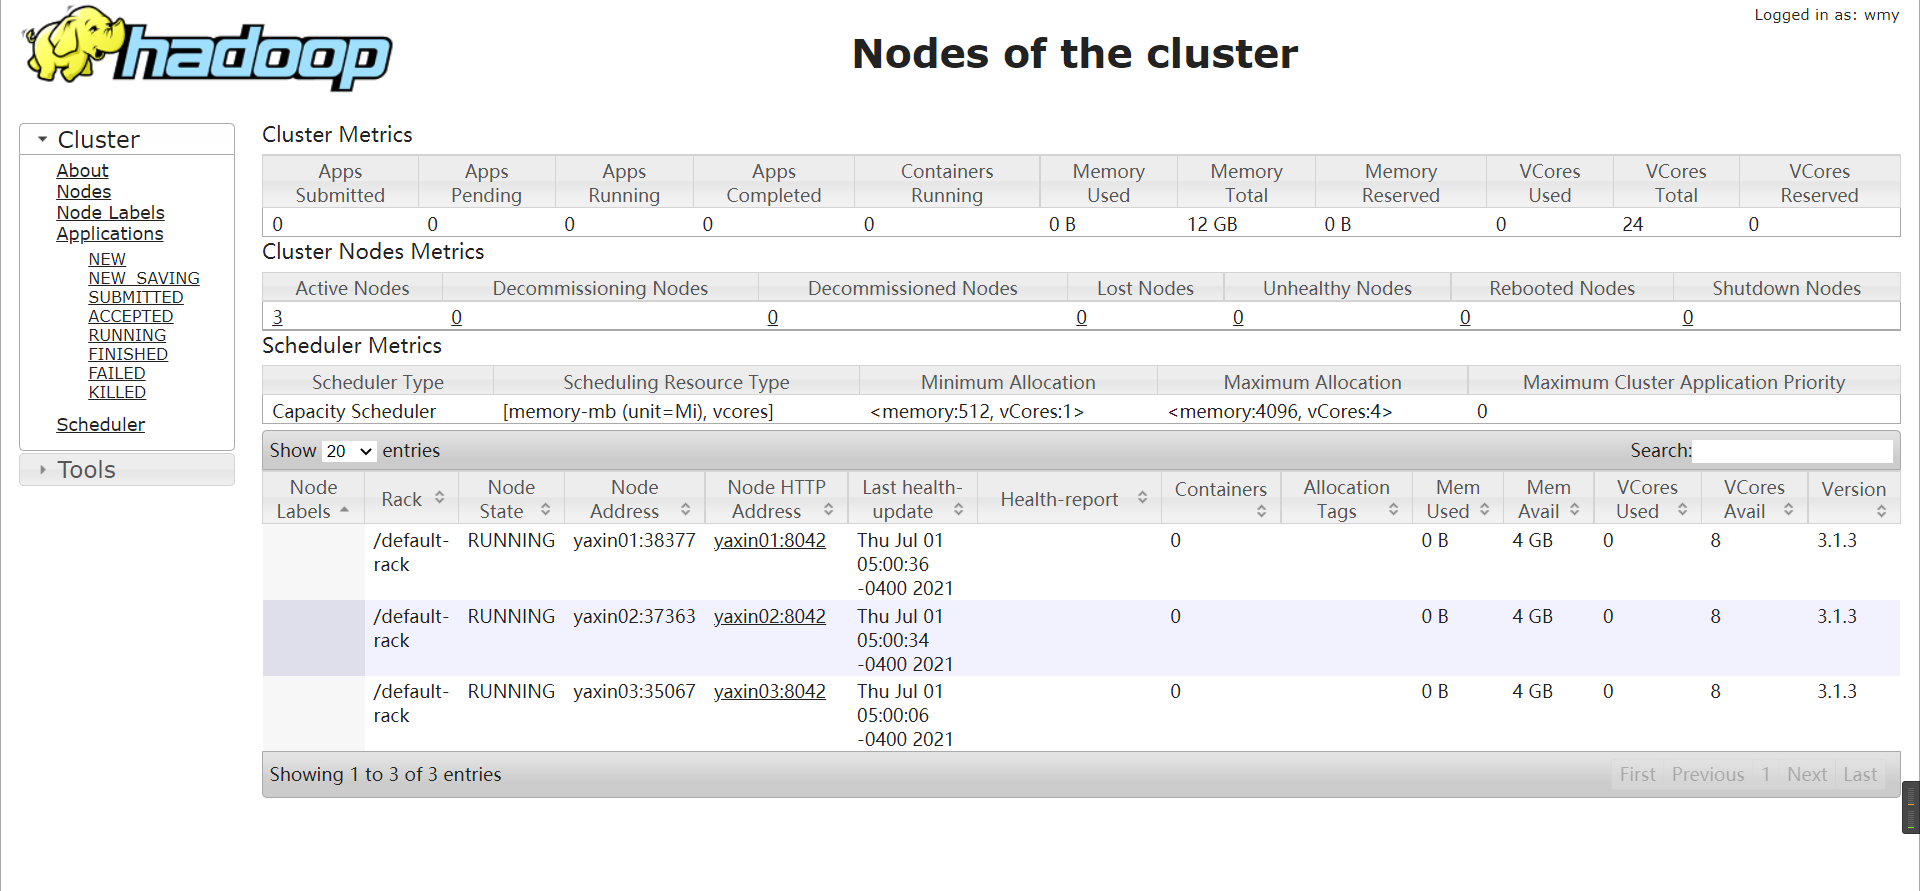 Logged in as: wmy
hadoop
Nodes of the cluster
Cluster
About
Nodes
Node Labels
Applications
NEW
NEW_SAVING
SUBMITTED
ACCEPTED
RUNNING
FINISHED
FAILED
KILLED
Scheduler
Tools
Cluster Metrics
Apps Submitted Apps Pending Apps Running Apps Completed Containers Running Memory Used Memory Total Memory Reserved VCores Used VCores Total VCores Reserved
0 0 0 0 0 0 B 12 GB 0 B 0 24 0
Cluster Nodes Metrics
Active Nodes Decommissioning Nodes Decommissioned Nodes Lost Nodes Unhealthy Nodes Rebooted Nodes Shutdown Nodes
3 0 0 0 0 0 0
Scheduler Metrics
Scheduler Type Scheduling Resource Type Minimum Allocation Maximum Allocation Maximum Cluster Application Priority
Capacity Scheduler [memory-mb (unit=Mi), vcores] <memory:512, vCores:1> <memory:4096, vCores:4> 0
Show 20 entries Search:
Node Labels Rack Node State Node Address Node HTTP Address Last health-update Health-report Containers Allocation Tags Mem Used Mem Avail VCores Used VCores Avail Version
/default-rack RUNNING yaxin01:38377 yaxin01:8042 Thu Jul 01 05:00:36 -0400 2021 0 0 B 4 GB 0 8 3.1.3
/default-rack RUNNING yaxin02:37363 yaxin02:8042 Thu Jul 01 05:00:34 -0400 2021 0 0 B 4 GB 0 8 3.1.3
/default-rack RUNNING yaxin03:35067 yaxin03:8042 Thu Jul 01 05:00:06 -0400 2021 0 0 B 4 GB 0 8 3.1.3
Showing 1 to 3 of 3 entries First Previous 1 Next Last